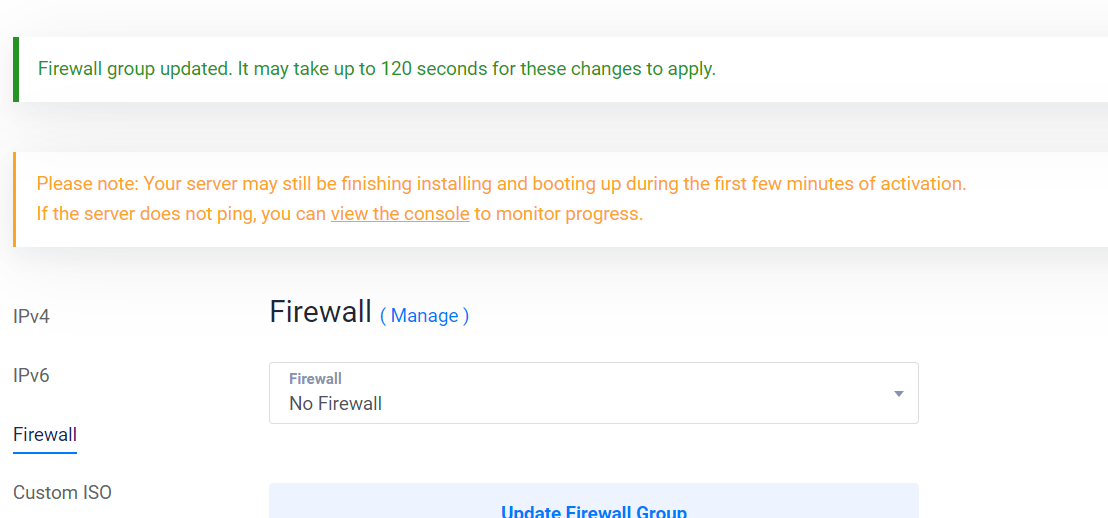 Firewall group updated. It may take up to 120 seconds for these changes to apply.
Please note: Your server may still be finishing installing and booting up during the first few minutes of activation.
If the server does not ping, you can view the console to monitor progress.
IPv4
IPv6
Firewall
Custom ISO
Firewall ( Manage )
Firewall
No Firewall
Update Firewall Group